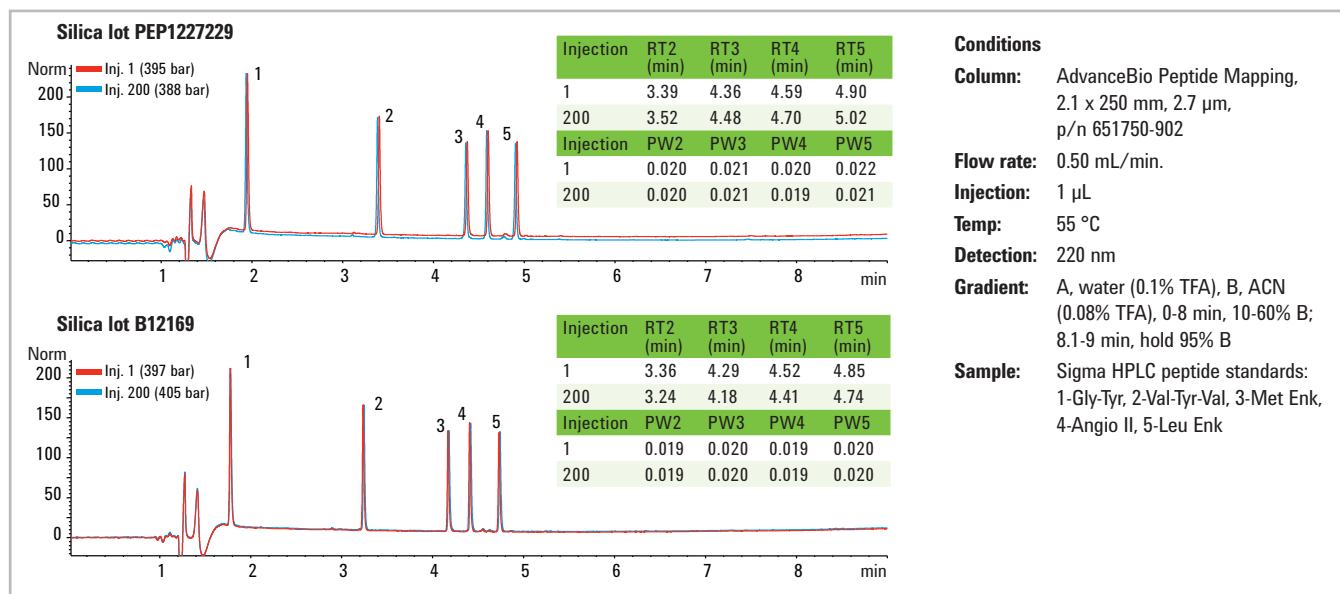 Silica lot PEP1227229
Norm
Inj. 1 (395 bar)
Inj. 200 (388 bar)
200
150
100
50
0
1
2
3
4
5
1 2 3 4 5 6 7 8 min
Injection RT2 (min) RT3 (min) RT4 (min) RT5 (min)
1 3.39 4.36 4.59 4.90
200 3.52 4.48 4.70 5.02
Injection PW2 PW3 PW4 PW5
1 0.020 0.021 0.020 0.022
200 0.020 0.021 0.019 0.021
Silica lot B12169
Norm
Inj. 1 (397 bar)
Inj. 200 (405 bar)
200
150
100
50
0
1
2
3
4
5
1 2 3 4 5 6 7 8 min
Injection RT2 (min) RT3 (min) RT4 (min) RT5 (min)
1 3.36 4.29 4.52 4.85
200 3.24 4.18 4.41 4.74
Injection PW2 PW3 PW4 PW5
1 0.019 0.020 0.019 0.020
200 0.019 0.020 0.019 0.020
Conditions
Column: AdvanceBio Peptide Mapping,
2.1 x 250 mm, 2.7 µm,
p/n 651750-902
Flow rate: 0.50 mL/min.
Injection: 1 µL
Temp: 55 °C
Detection: 220 nm
Gradient: A, water (0.1% TFA), B, ACN
(0.08% TFA), 0-8 min, 10-60% B;
8.1-9 min, hold 95% B
Sample: Sigma HPLC peptide standards:
1-Gly-Tyr, 2-Val-Tyr-Val, 3-Met Enk,
4-Angio II, 5-Leu Enk